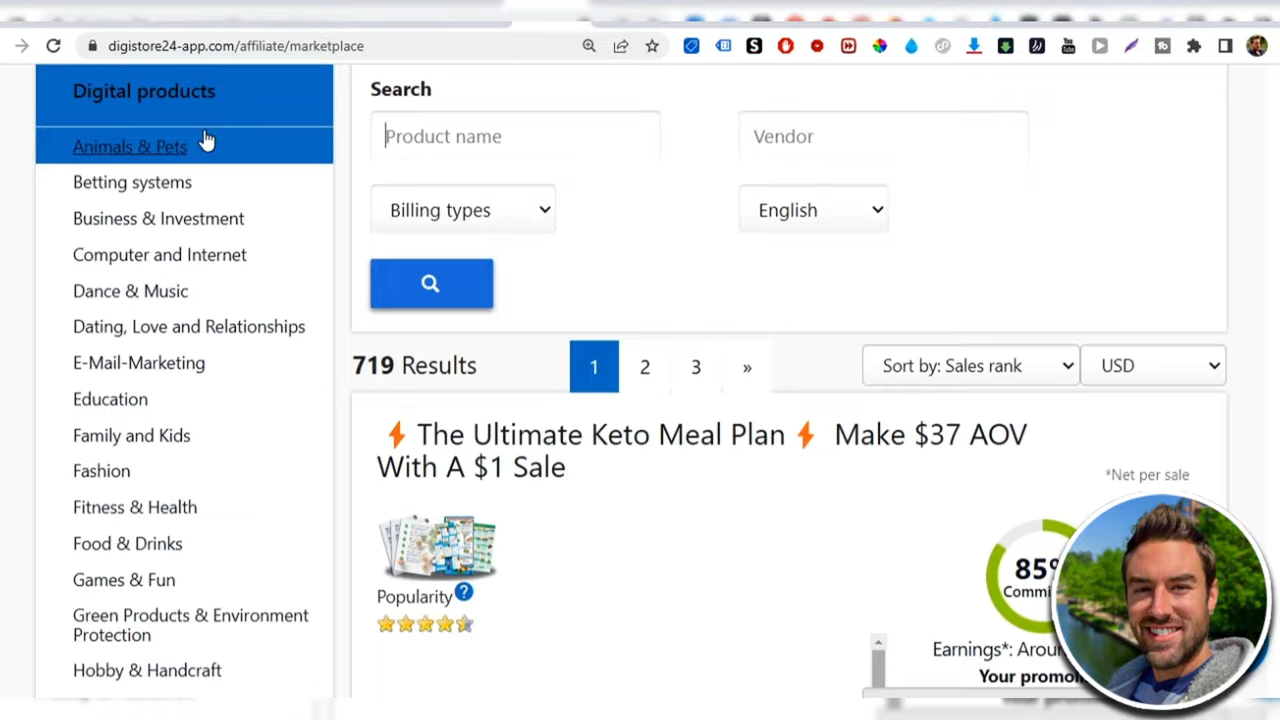 digistore24-app.com/affiliate/marketplace
Digital products
Animals & Pets
Betting systems
Business & Investment
Computer and Internet
Dance & Music
Dating, Love and Relationships
E-Mail-Marketing
Education
Family and Kids
Fashion
Fitness & Health
Food & Drinks
Games & Fun
Green Products & Environment
Protection
Hobby & Handcraft
Search
Product name
Vendor
Billing types
English
719 Results
1 2 3 »
Sort by: Sales rank
USD
The Ultimate Keto Meal Plan Make $37 AOV
With A $1 Sale
*Net per sale
Popularity ?
85%
Earnings*:
Your